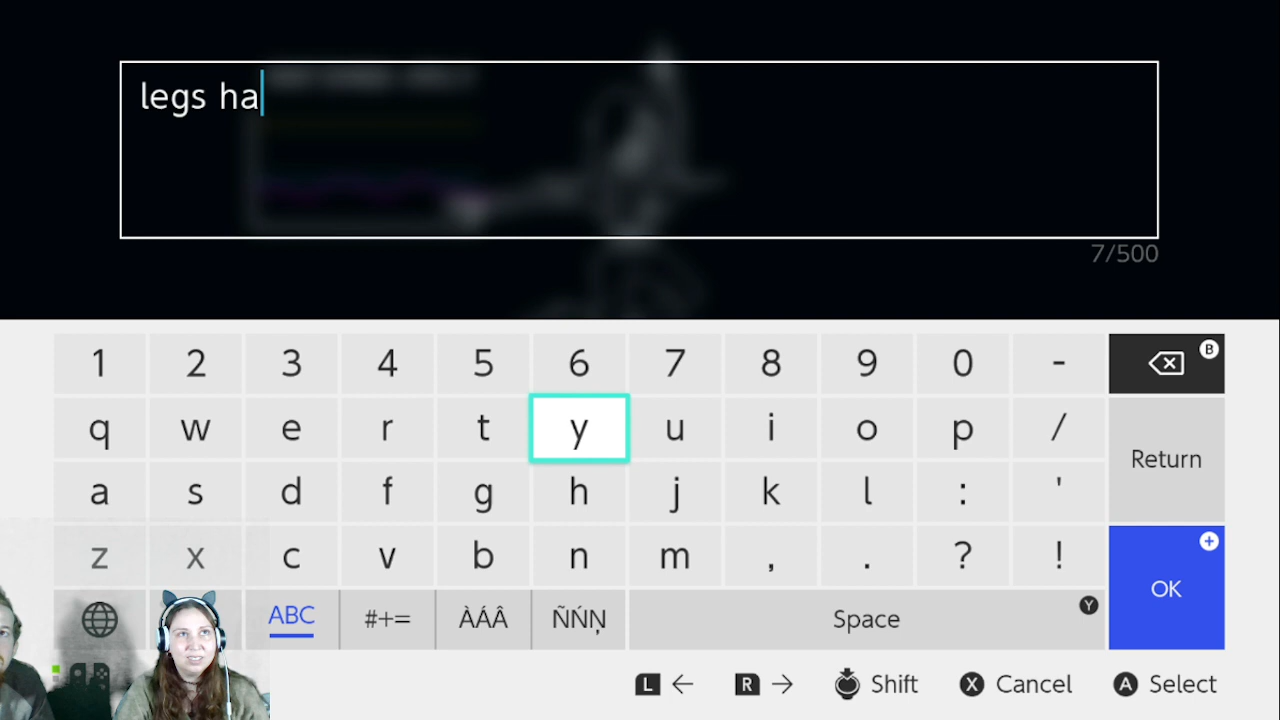 legs ha
7/500
1 2 3 4 5 6 7 8 9 0 - B
q w e r t y u i o p /
Return
a s d f g h j k l : '
z x c v b n m , . ? ! +
OK
ABC #+= ÀÁÂ ÑŃŅ Space Y
L ← R → Shift X Cancel A Select